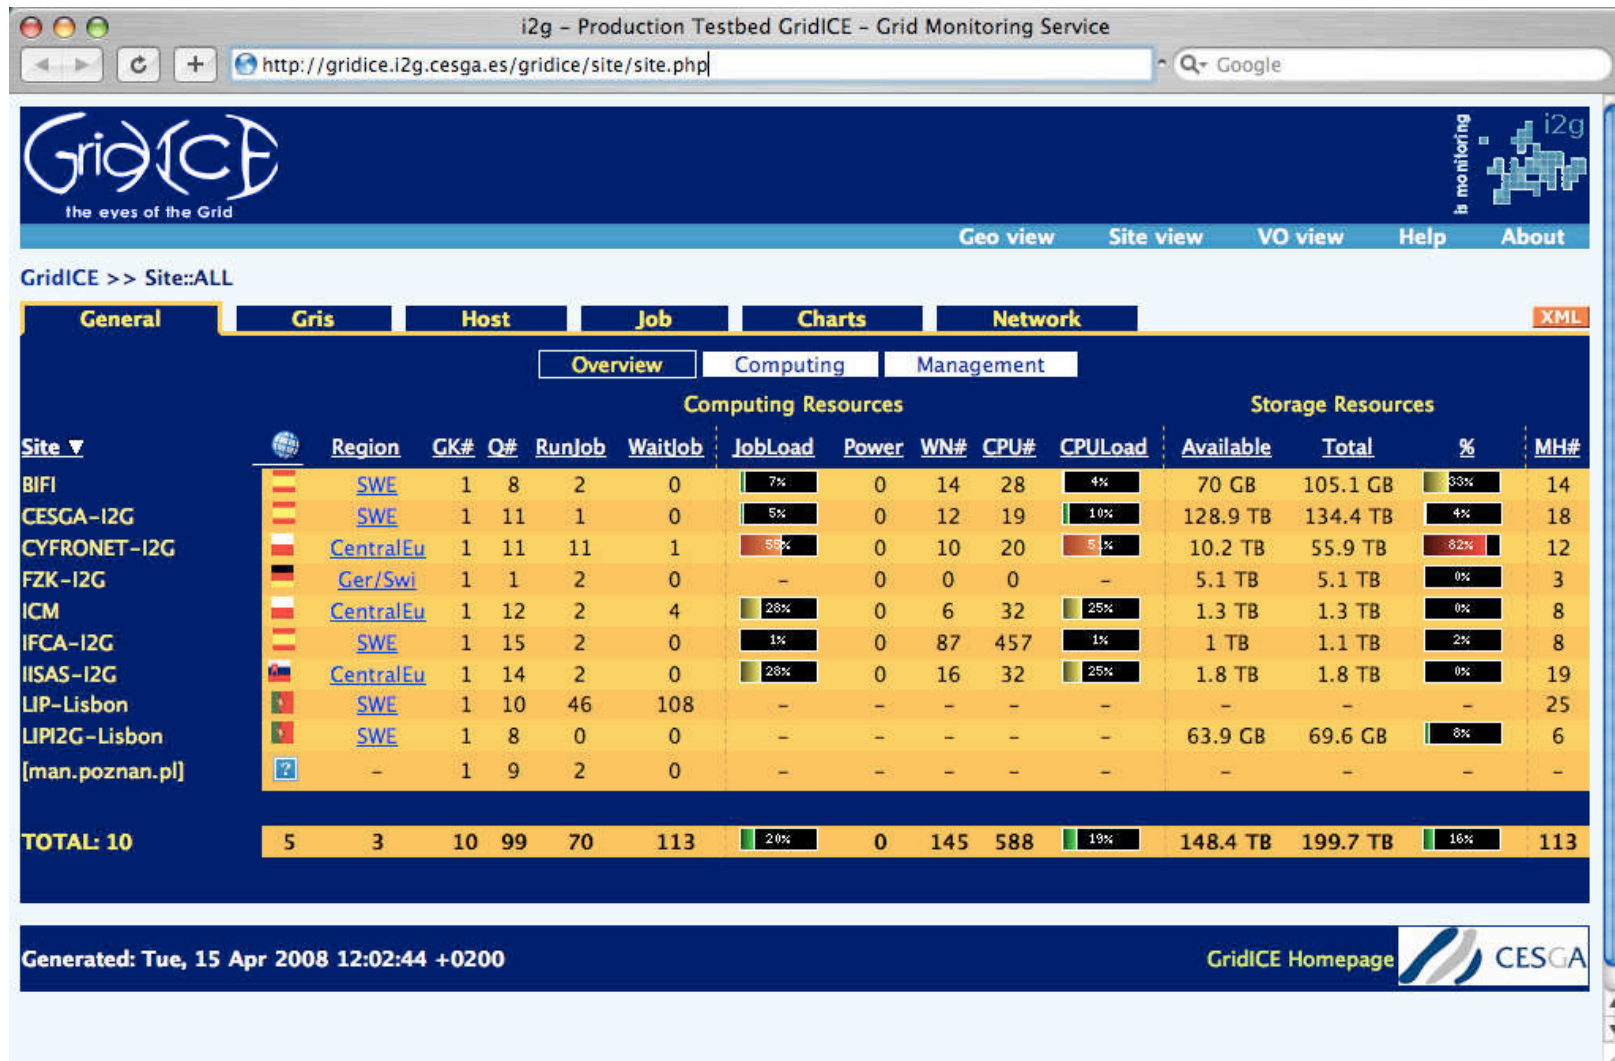 i2g – Production Testbed GridICE – Grid Monitoring Service
http://gridice.i2g.cesga.es/gridice/site/site.php
Google
GridICE
the eyes of the Grid
is monitoring
i2g
Geo view Site view VO view Help About
GridICE >> Site::ALL
General Gris Host Job Charts Network XML
Overview Computing Management
Computing Resources Storage Resources
Site ▼ Region GK# Q# RunJob WaitJob JobLoad Power WN# CPU# CPULoad Available Total % MH#
BIFI SWE 1 8 2 0 7% 0 14 28 4% 70 GB 105.1 GB 33% 14
CESGA–I2G SWE 1 11 1 0 5% 0 12 19 10% 128.9 TB 134.4 TB 4% 18
CYFRONET–I2G CentralEu 1 11 11 1 55% 0 10 20 51% 10.2 TB 55.9 TB 82% 12
FZK–I2G Ger/Swi 1 1 2 0 – 0 0 0 – 5.1 TB 5.1 TB 0% 3
ICM CentralEu 1 12 2 4 28% 0 6 32 25% 1.3 TB 1.3 TB 0% 8
IFCA–I2G SWE 1 15 2 0 1% 0 87 457 1% 1 TB 1.1 TB 2% 8
IISAS–I2G CentralEu 1 14 2 0 28% 0 16 32 25% 1.8 TB 1.8 TB 0% 19
LIP–Lisbon SWE 1 10 46 108 – – – – – – – – 25
LIPI2G–Lisbon SWE 1 8 0 0 – – – – – 63.9 GB 69.6 GB 8% 6
[man.poznan.pl] ? – 1 9 2 0 – – – – – – – – –
TOTAL: 10 5 3 10 99 70 113 20% 0 145 588 19% 148.4 TB 199.7 TB 16% 113
Generated: Tue, 15 Apr 2008 12:02:44 +0200
GridICE Homepage
CESGA